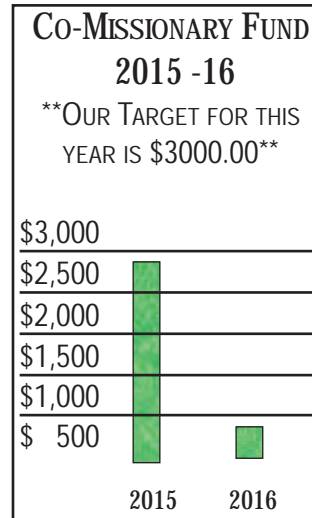 CO-MISSIONARY FUND
2015 -16
**OUR TARGET FOR THIS
YEAR IS $3000.00**
$3,000
$2,500
$2,000
$1,500
$1,000
$ 500
2015 2016